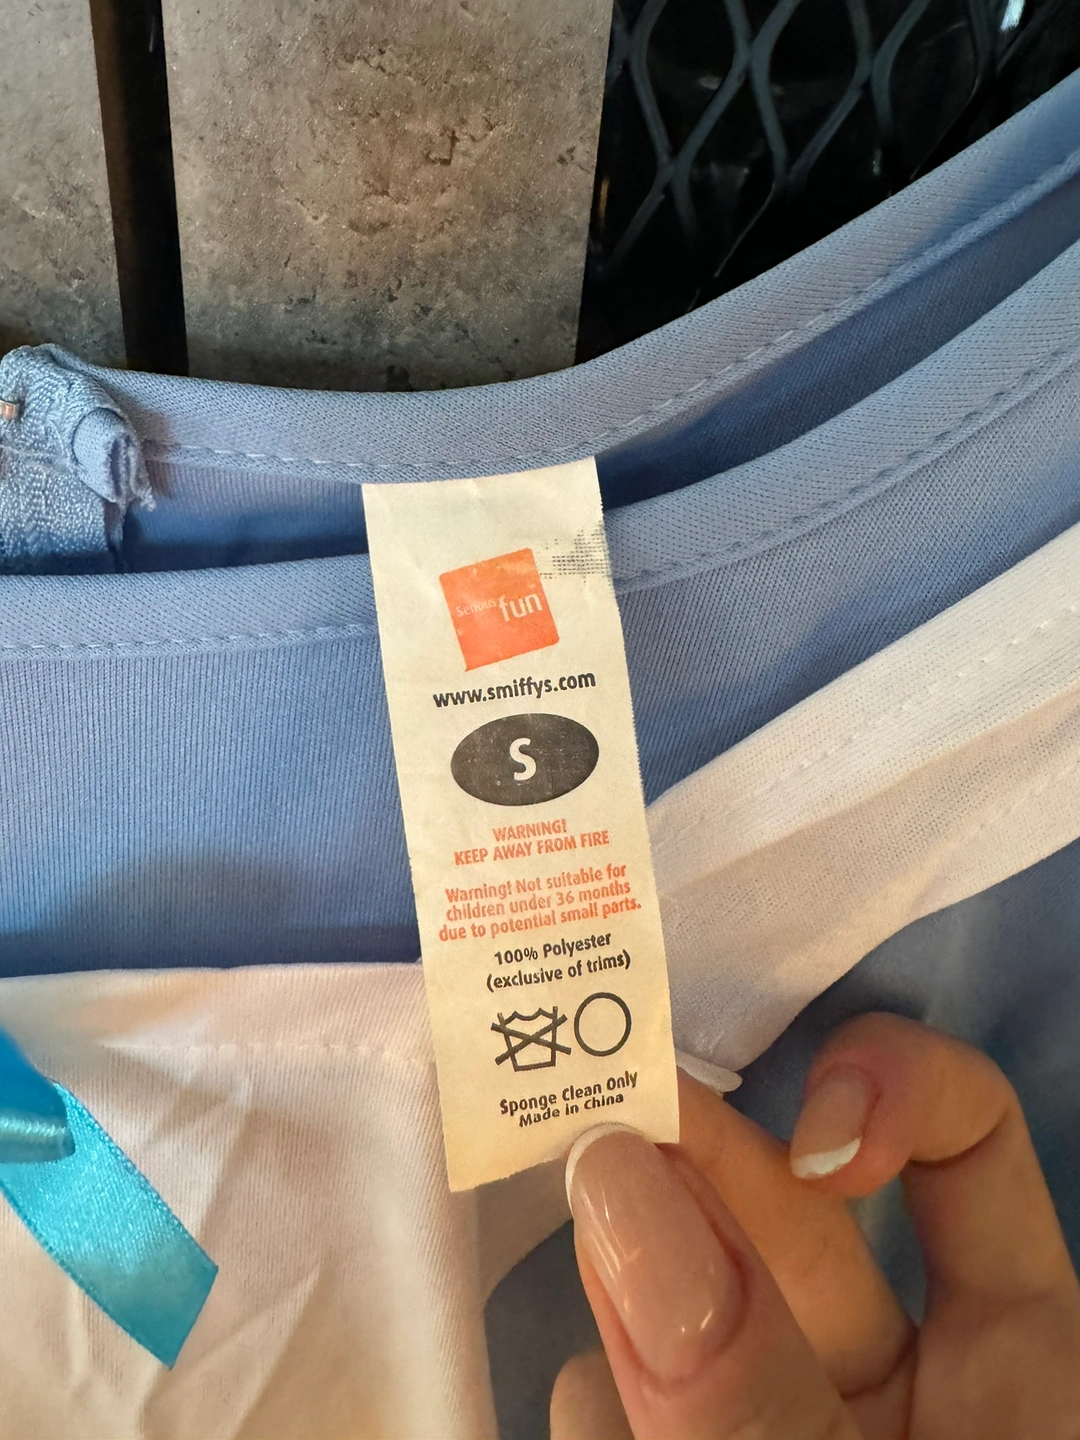 Serious fun
www.smiffys.com
S
WARNING!
KEEP AWAY FROM FIRE
Warning! Not suitable for
children under 36 months
due to potential small parts.
100% Polyester
(exclusive of trims)
Sponge Clean Only
Made in China